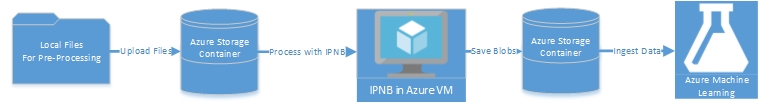 Local Files
For Pre-Processing
Upload Files
Azure Storage
Container
Process with IPNB
IPNB in Azure VM
Save Blobs
Azure Storage
Container
Ingest Data
Azure Machine
Learning